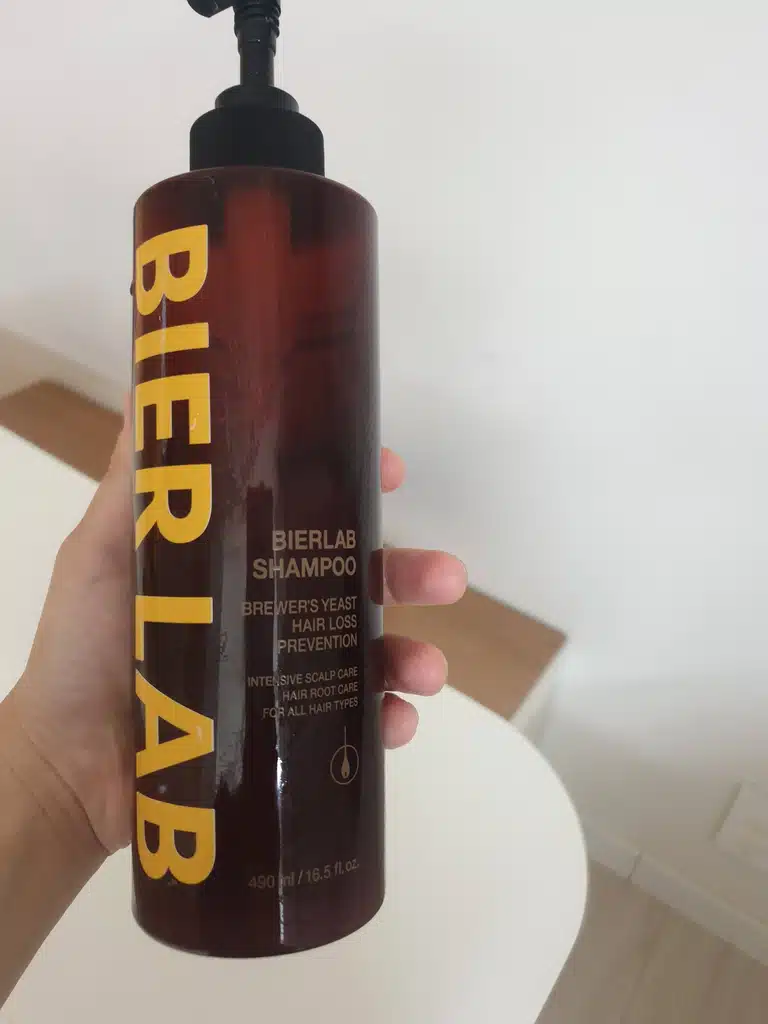 BIER LAB
BIERLAB
SHAMPOO
BREWER'S YEAST
HAIR LOSS
PREVENTION
INTENSIVE SCALP CARE
HAIR ROOT CARE
FOR ALL HAIR TYPES
490 ml / 16.5 fl. oz.